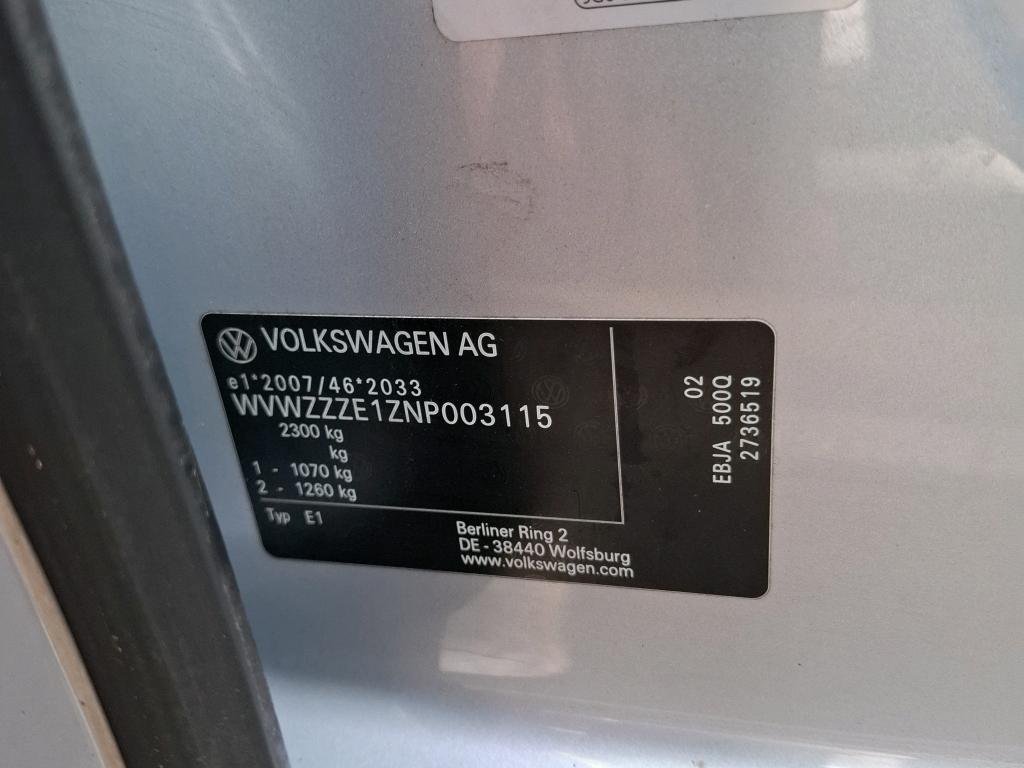 VOLKSWAGEN AG
e1*2007/46*2033
WVWZZZE1ZNP003115
2300 kg
kg
1 - 1070 kg
2 - 1260 kg
Typ E1
Berliner Ring 2
DE - 38440 Wolfsburg
www.volkswagen.com
02
EBJA 500Q
2736519